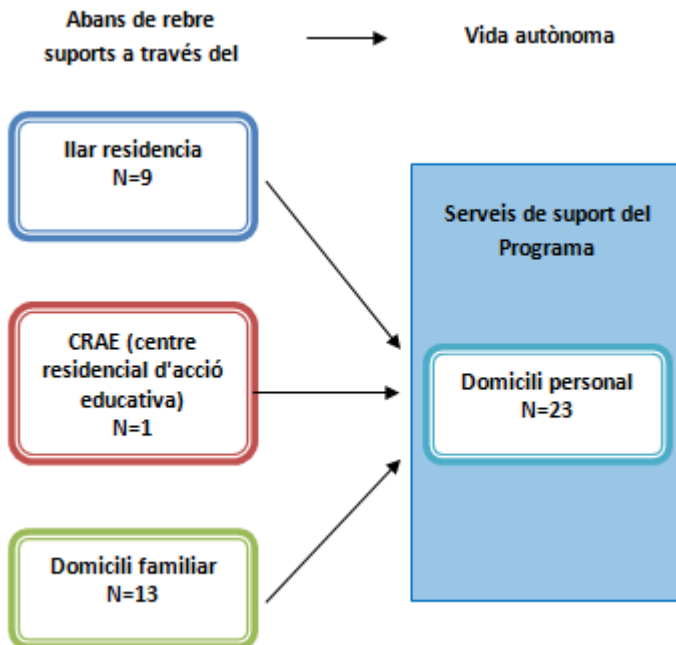 Abans de rebre
suports a través del
Vida autònoma
llar residencia
N=9
CRAE (centre
residencial d'acció
educativa)
N=1
Domicili familiar
N=13
Serveis de suport del
Programa
Domicili personal
N=23